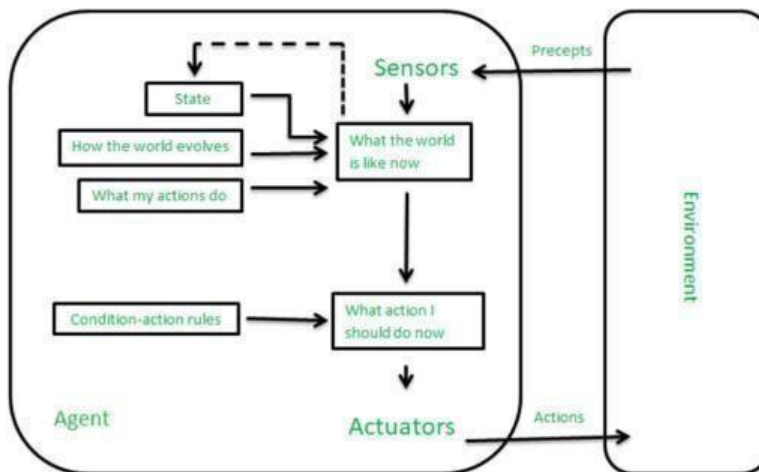 Sensors
Precepts
State
How the world evolves
What the world
is like now
What my actions do
Environment
Condition-action rules
What action I
should do now
Agent
Actuators
Actions